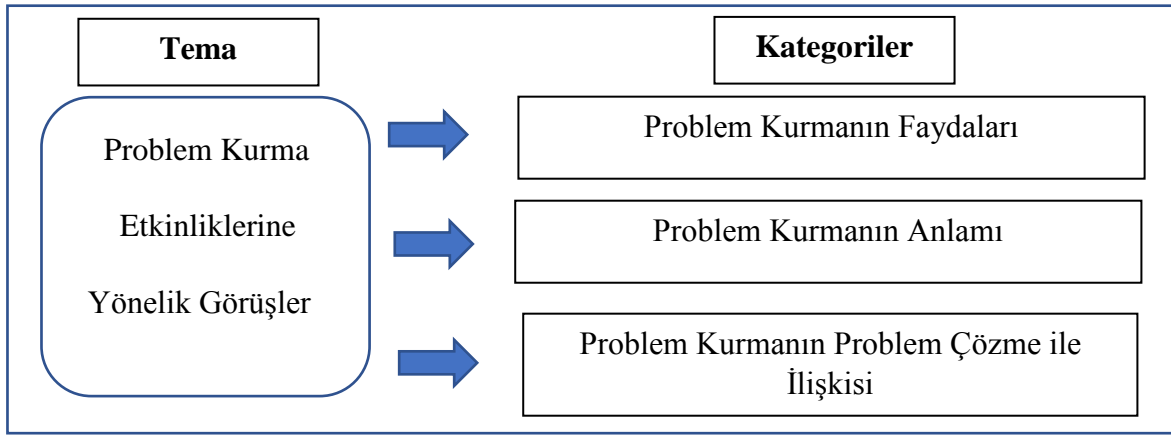 Tema
Kategoriler
Problem Kurma
Etkinliklerine
Yönelik Görüşler
Problem Kurmanın Faydaları
Problem Kurmanın Anlamı
Problem Kurmanın Problem Çözme ile
İlişkisi